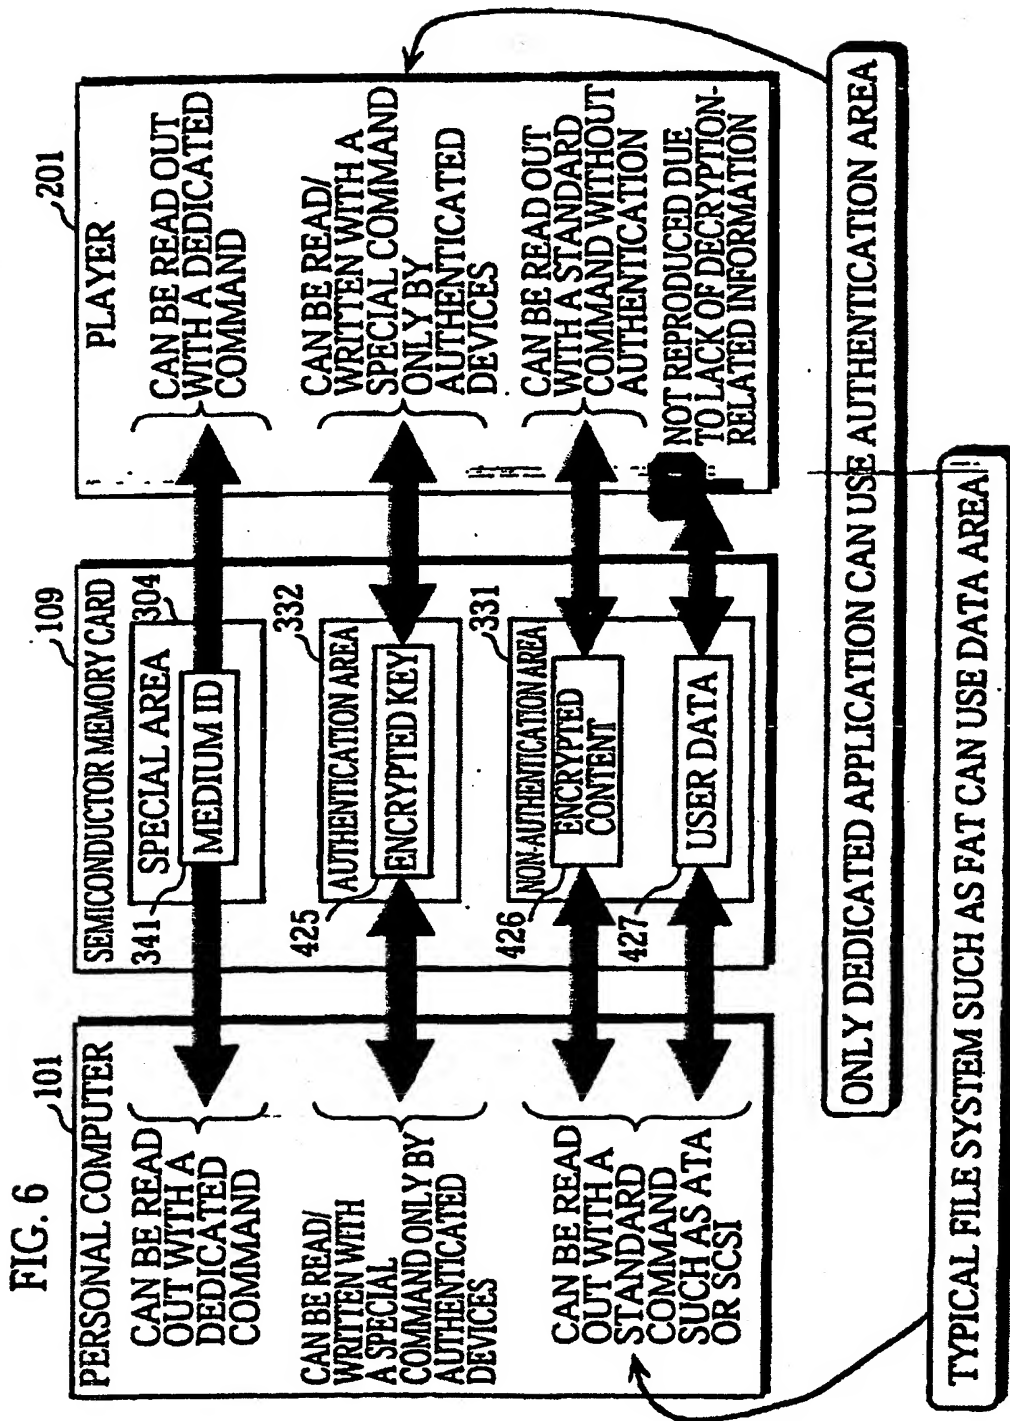 FIG. 6
PERSONAL COMPUTER
101
CAN BE READ
OUT WITH A
DEDICATED
COMMAND
CAN BE READ/
WRITTEN WITH
A SPECIAL
COMMAND ONLY BY
AUTHENTICATED
DEVICES
CAN BE READ
OUT WITH A
STANDARD
COMMAND
SUCH AS ATA
OR SCSI
SEMICONDUCTOR MEMORY CARD
109
SPECIAL AREA
304
341
MEDIUM ID
AUTHENTICATION AREA
332
425
ENCRYPTED KEY
NON-AUTHENTICATION AREA
331
426
ENCRYPTED
CONTENT
427
USER DATA
PLAYER
201
CAN BE READ OUT
WITH A DEDICATED
COMMAND
CAN BE READ/
WRITTEN WITH A
SPECIAL COMMAND
ONLY BY
AUTHENTICATED
DEVICES
CAN BE READ OUT
WITH A STANDARD
COMMAND WITHOUT
AUTHENTICATION
NOT REPRODUCED DUE
TO LACK OF DECRYPTION-
RELATED INFORMATION
ONLY DEDICATED APPLICATION CAN USE AUTHENTICATION AREA
TYPICAL FILE SYSTEM SUCH AS FAT CAN USE DATA AREA